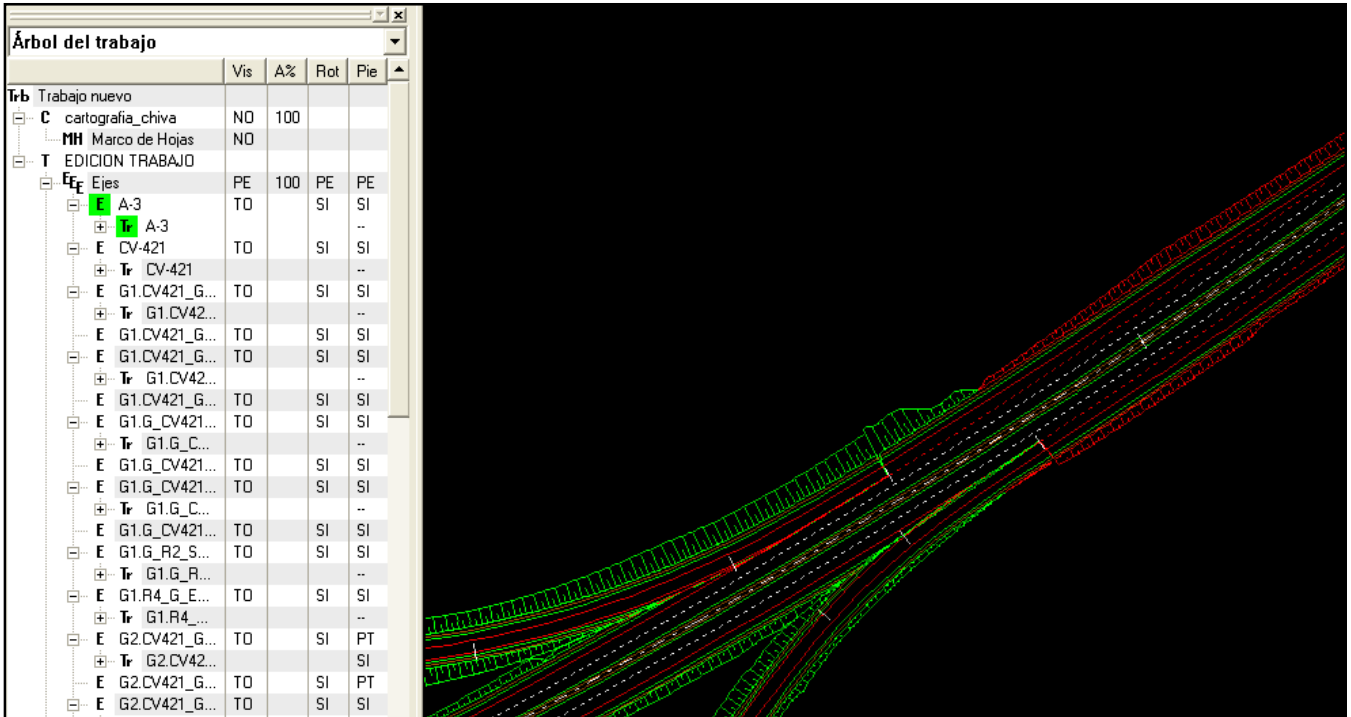 Árbol del trabajo
Vis A% Rot Pie
Trb Trabajo nuevo
C cartografia_chiva NO 100
MH Marco de Hojas NO
T EDICION TRABAJO
EEE Ejes PE 100 PE PE
E A-3 TO SI SI
Tr A-3 --
E CV-421 TO SI SI
Tr CV-421 --
E G1.CV421_G... TO SI SI
Tr G1.CV42... --
E G1.CV421_G... TO SI SI
E G1.CV421_G... TO SI SI
Tr G1.CV42... --
E G1.CV421_G... TO SI SI
E G1.G_CV421... TO SI SI
Tr G1.G_C... --
E G1.G_CV421... TO SI SI
E G1.G_CV421... TO SI SI
Tr G1.G_C... --
E G1.G_CV421... TO SI SI
E G1.G_R2_S... TO SI SI
Tr G1.G_R... --
E G1.R4_G_E... TO SI SI
Tr G1.R4_... --
E G2.CV421_G... TO SI PT
Tr G2.CV42... SI
E G2.CV421_G... TO SI PT
E G2.CV421_G... TO SI SI